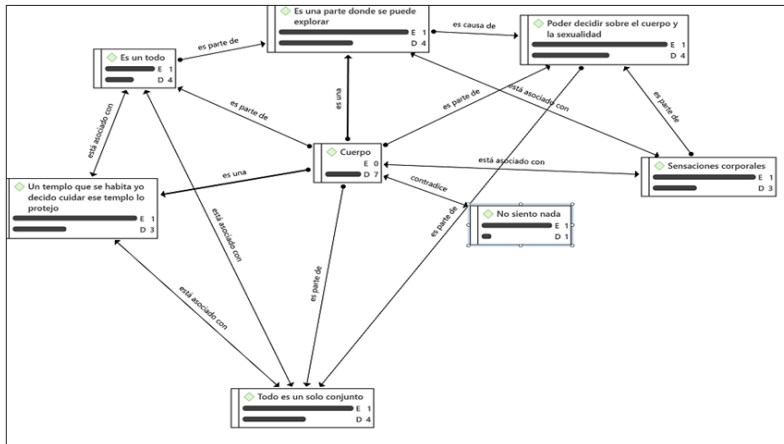 Es una parte donde se puede
explorar
E 1
D 4
es causa de
Poder decidir sobre el cuerpo y
la sexualidad
E 1
D 4
es parte de
Es un todo
E 1
D 4
está asociado con
es parte de
es una
es parte de
está asociado con
es parte de
Cuerpo
E 0
D 7
está asociado con
Sensaciones corporales
E 1
D 3
es una
contradice
Un templo que se habita yo
decido cuidar ese templo lo
protejo
E 1
D 3
No siento nada
E 1
D 1
está asociado con
es parte de
es parte de
está asociado con
Todo es un solo conjunto
E 1
D 4